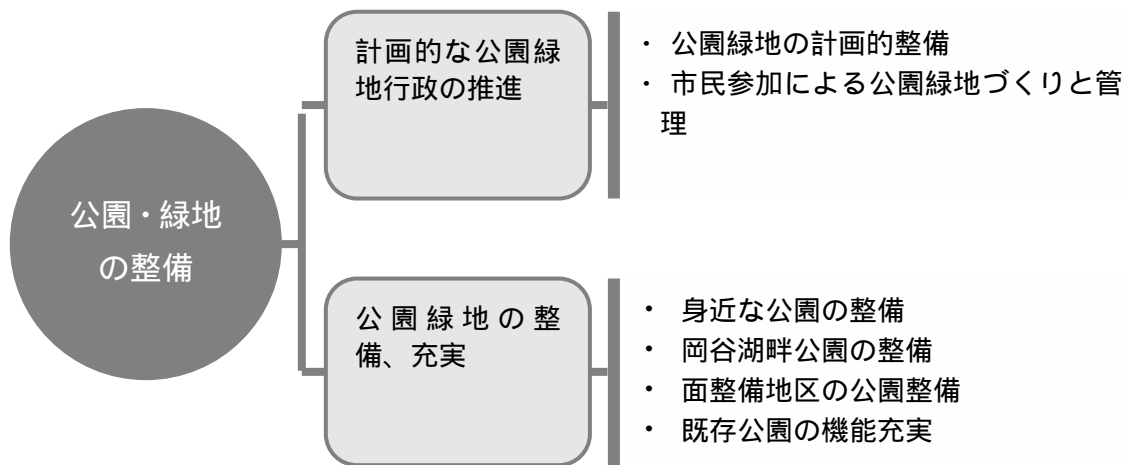 公園・緑地
の整備
計画的な公園緑
地行政の推進
・ 公園緑地の計画的整備
・ 市民参加による公園緑地づくりと管
理
公園緑地の整
備、充実
・ 身近な公園の整備
・ 岡谷湖畔公園の整備
・ 面整備地区の公園整備
・ 既存公園の機能充実